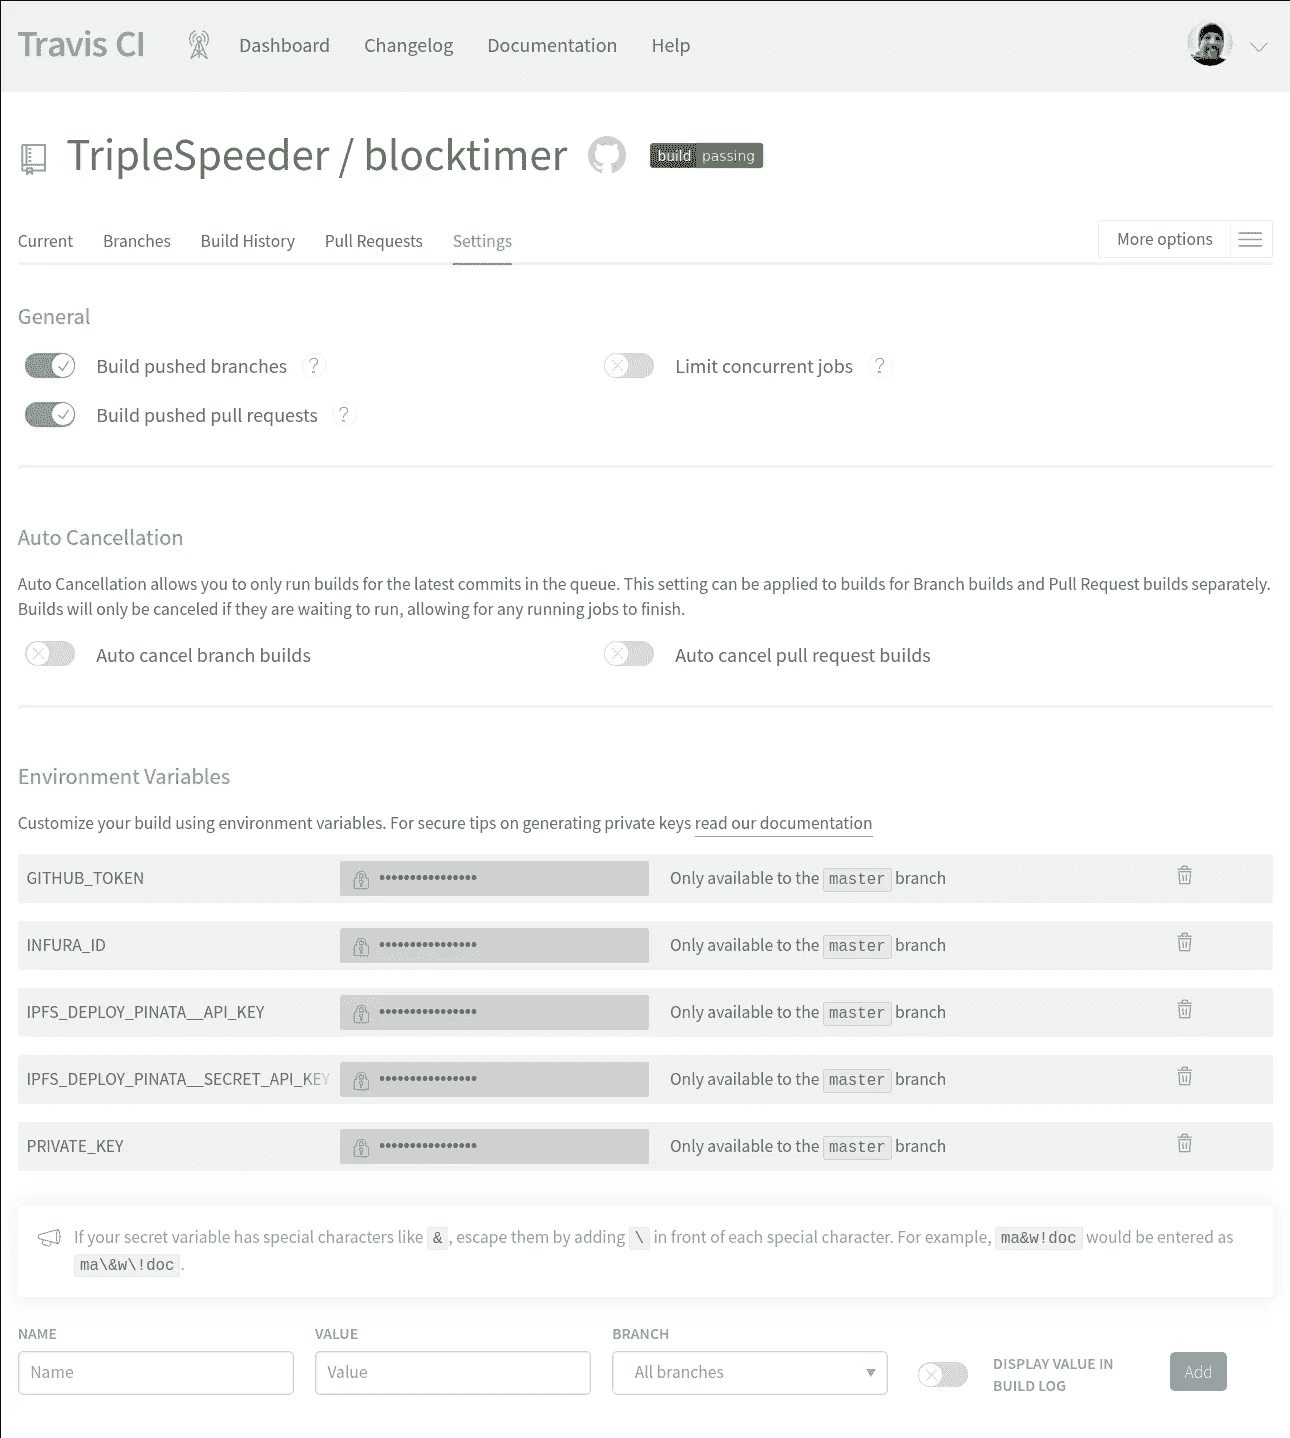 Travis CI Dashboard Changelog Documentation Help
TripleSpeeder / blocktimer build passing
Current Branches Build History Pull Requests Settings More options
General
Build pushed branches ? Limit concurrent jobs ?
Build pushed pull requests ?
Auto Cancellation
Auto Cancellation allows you to only run builds for the latest commits in the queue. This setting can be applied to builds for Branch builds and Pull Request builds separately.
Builds will only be canceled if they are waiting to run, allowing for any running jobs to finish.
Auto cancel branch builds Auto cancel pull request builds
Environment Variables
Customize your build using environment variables. For secure tips on generating private keys read our documentation
GITHUB_TOKEN •••••••••••••••• Only available to the master branch
INFURA_ID •••••••••••••••• Only available to the master branch
IPFS_DEPLOY_PINATA__API_KEY •••••••••••••••• Only available to the master branch
IPFS_DEPLOY_PINATA__SECRET_API_KEY •••••••••••••••• Only available to the master branch
PRIVATE_KEY •••••••••••••••• Only available to the master branch
If your secret variable has special characters like & , escape them by adding \ in front of each special character. For example, ma&w!doc would be entered as
ma\&w\!doc .
NAME VALUE BRANCH
DISPLAY VALUE IN
Name Value All branches Add
BUILD LOG